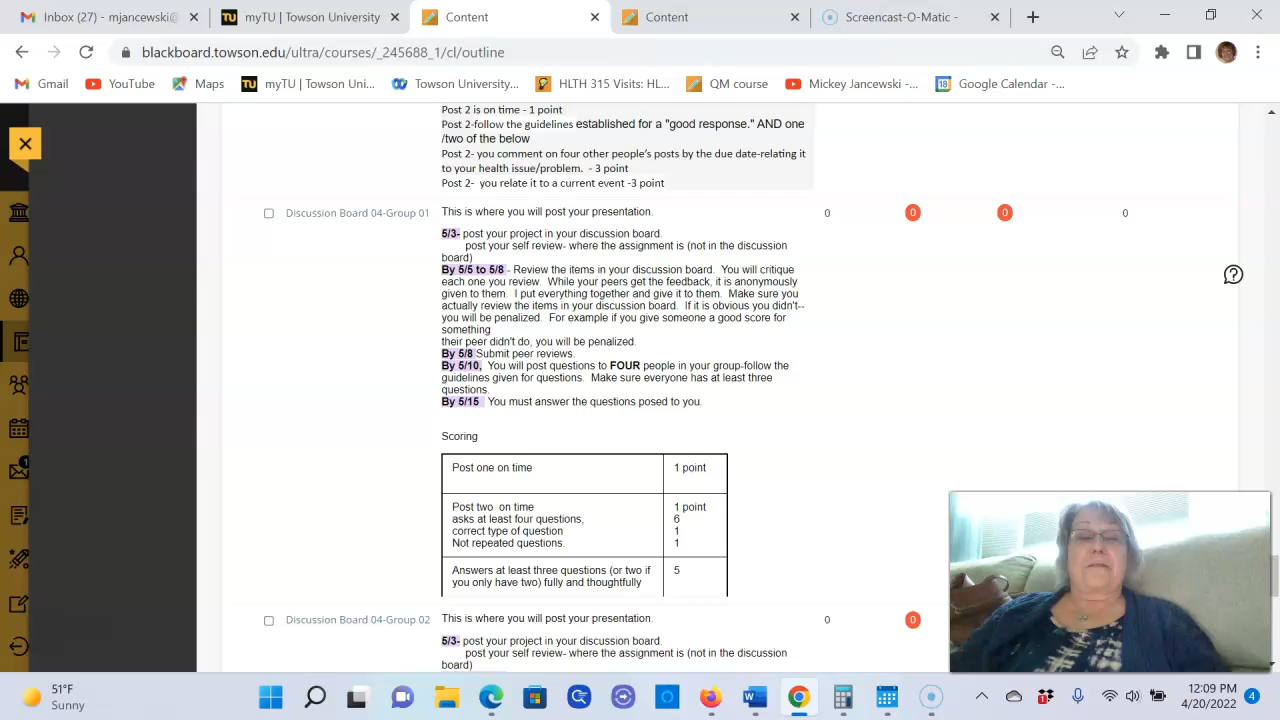 Inbox (27) - mjancewski@
myTU | Towson University
Content
Content
Screencast-O-Matic -
blackboard.towson.edu/ultra/courses/_245688_1/cl/outline
Gmail
YouTube
Maps
myTU | Towson Uni...
Towson University...
HLTH 315 Visits: HL...
QM course
Mickey Jancewski -...
18
Google Calendar -...
Post 2 is on time - 1 point
Post 2-follow the guidelines established for a "good response." AND one
/two of the below
Post 2- you comment on four other people's posts by the due date-relating it
to your health issue/problem.  - 3 point
Post 2-  you relate it to a current event -3 point
Discussion Board 04-Group 01
This is where you will post your presentation.
0 0 0 0
5/3- post your project in your discussion board.
post your self review- where the assignment is (not in the discussion
board)
By 5/5 to 5/8 - Review the items in your discussion board.  You will critique
each one you review.  While your peers get the feedback, it is anonymously
given to them.  I put everything together and give it to them.  Make sure you
actually review the items in your discussion board.  If it is obvious you didn't--
you will be penalized.  For example if you give someone a good score for
something
their peer didn't do, you will be penalized.
By 5/8 Submit peer reviews.
By 5/10,  You will post questions to FOUR people in your group-follow the
guidelines given for questions.  Make sure everyone has at least three
questions.
By 5/15  You must answer the questions posed to you.
Scoring
Post one on time 1 point
Post two  on time 1 point
asks at least four questions, 6
correct type of question 1
Not repeated questions. 1
Answers at least three questions (or two if 5
you only have two) fully and thoughtfully
Discussion Board 04-Group 02
This is where you will post your presentation.
0 0
5/3- post your project in your discussion board.
post your self review- where the assignment is (not in the discussion
board)
1
51°F
Sunny
12:09 PM
4/20/2022
4